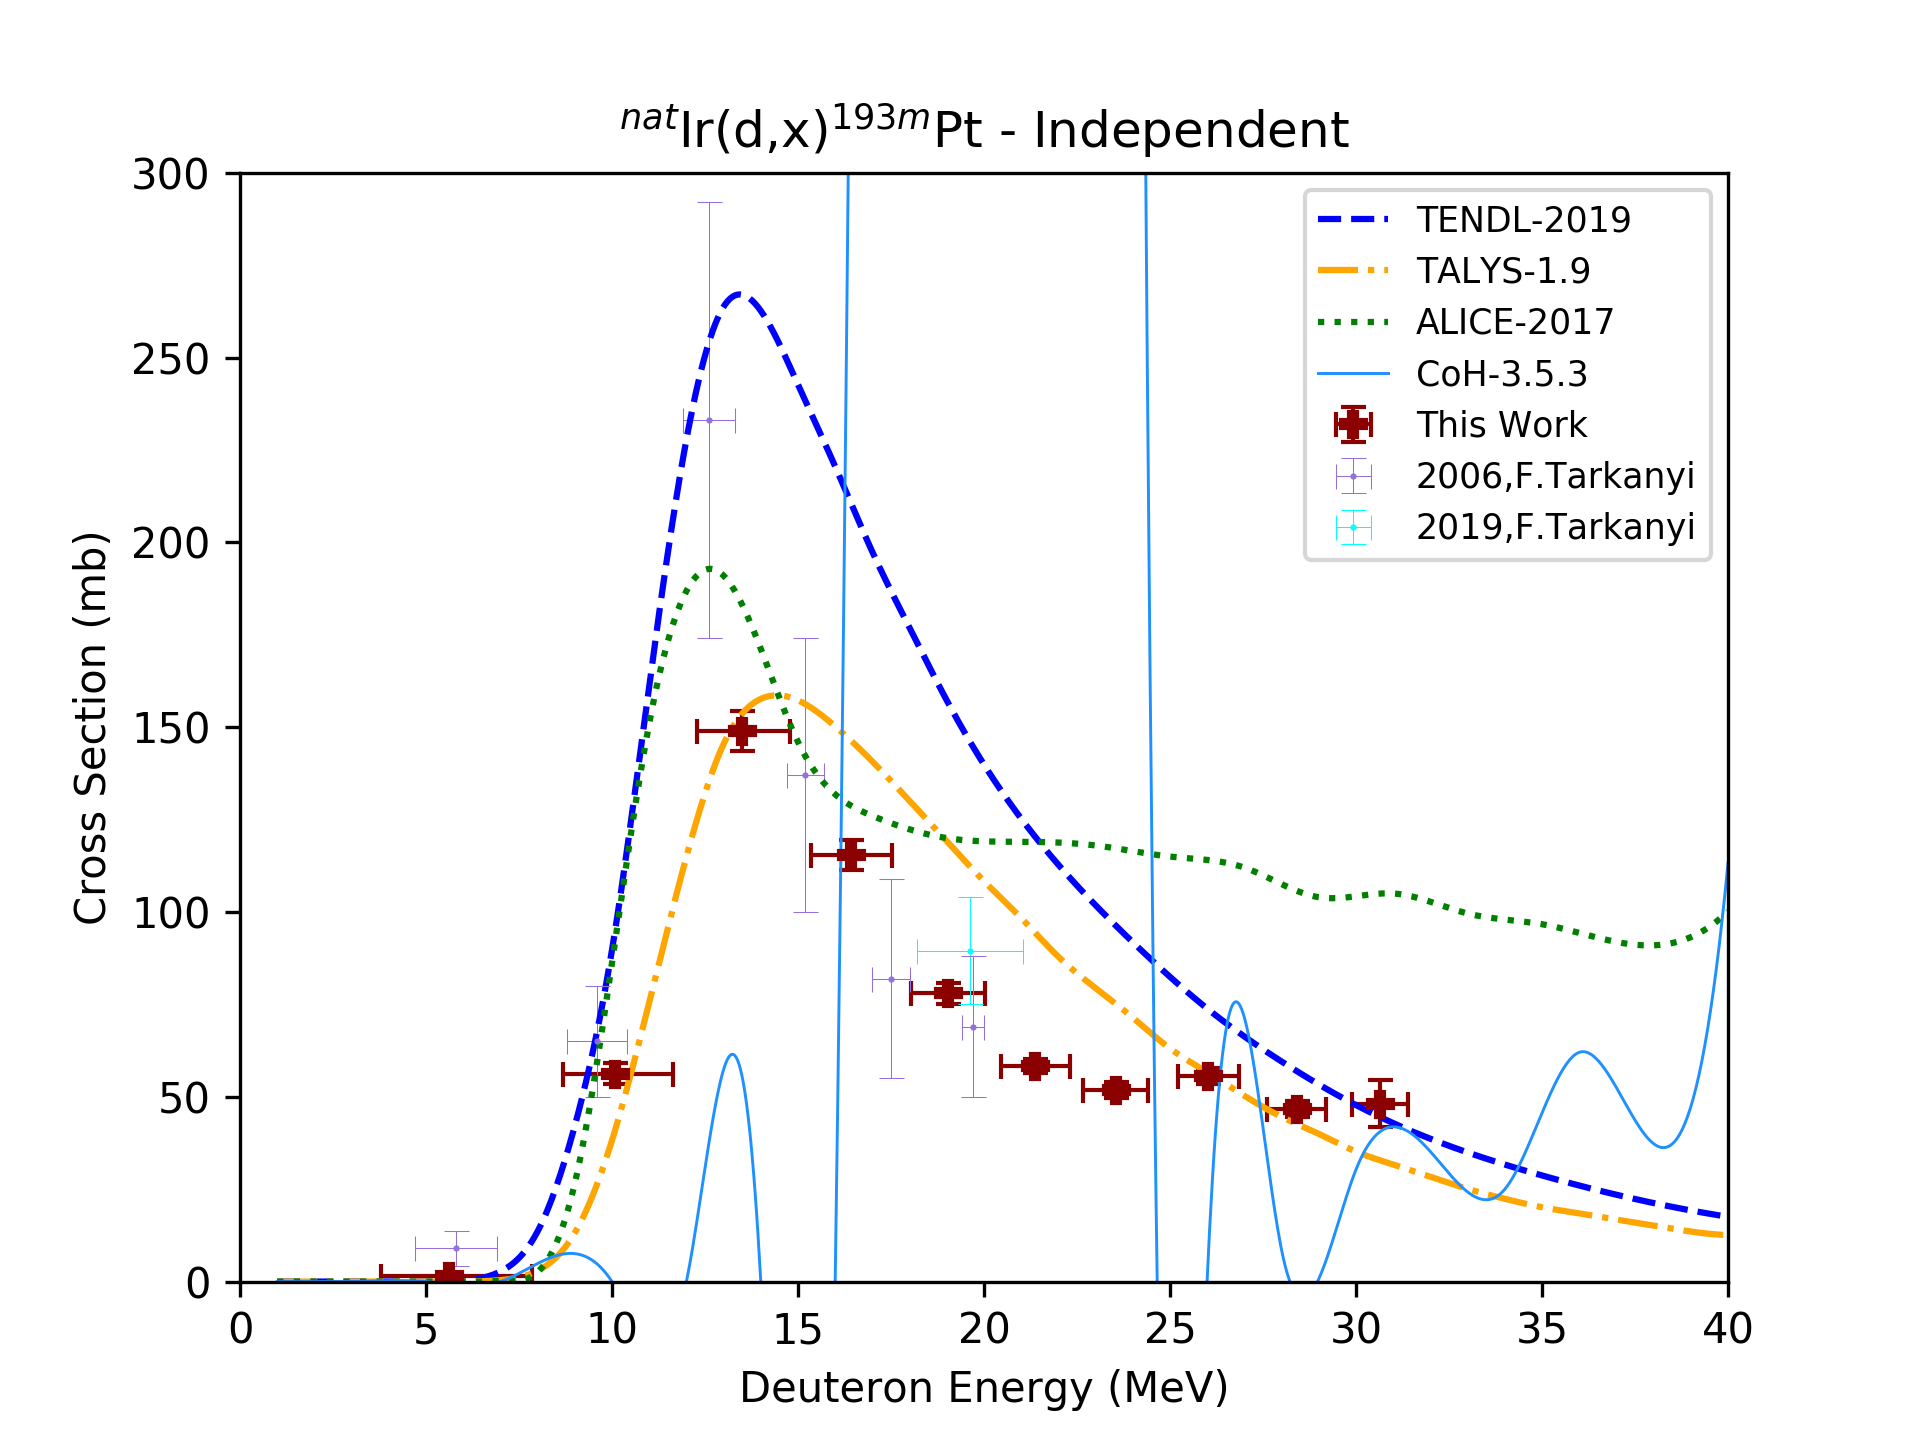 natIr(d,x)193mPt - Independent
300
250
200
150
100
50
0
Cross Section (mb)
0 5 10 15 20 25 30 35 40
Deuteron Energy (MeV)
TENDL-2019
TALYS-1.9
ALICE-2017
CoH-3.5.3
This Work
2006,F.Tarkanyi
2019,F.Tarkanyi